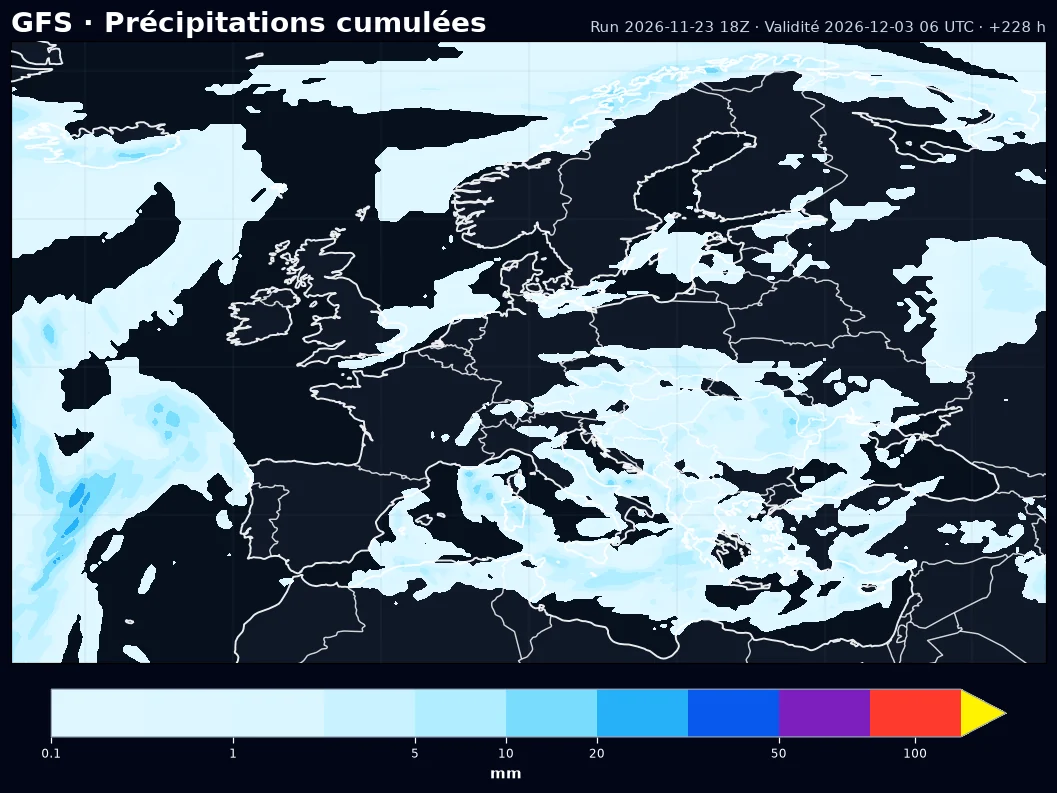 GFS · Précipitations cumulées
Run 2026-11-23 18Z · Validité 2026-12-03 06 UTC · +228 h
0.1 1 5 10 20 50 100
mm